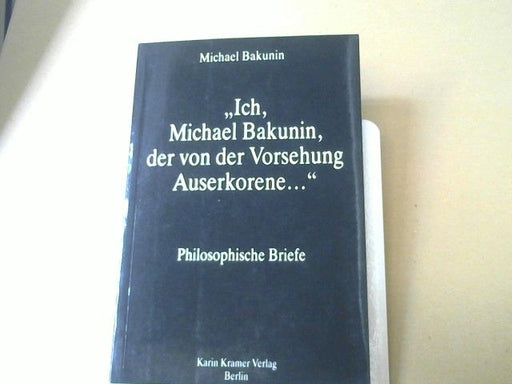 Michael Bakunin
„Ich,
Michael Bakunin,
der von der Vorsehung
Auserkorene...“
Philosophische Briefe
Karin Kramer Verlag
Berlin